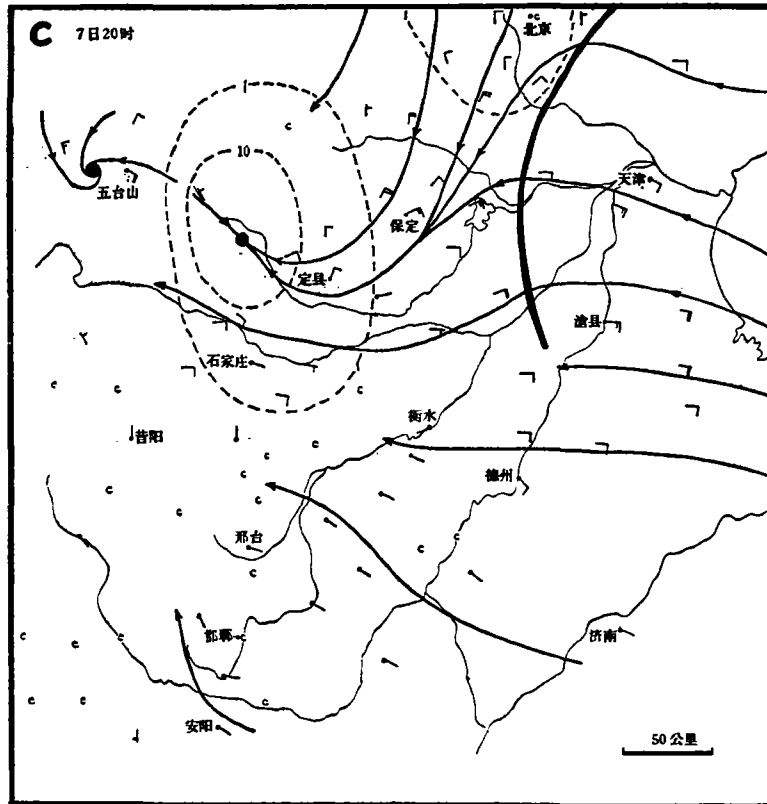 C 7日20时
北京
1
10
五台山
天津
保定
定县
沧县
石家庄
衡水
昔阳
德州
邢台
邯郸
济南
安阳
50公里